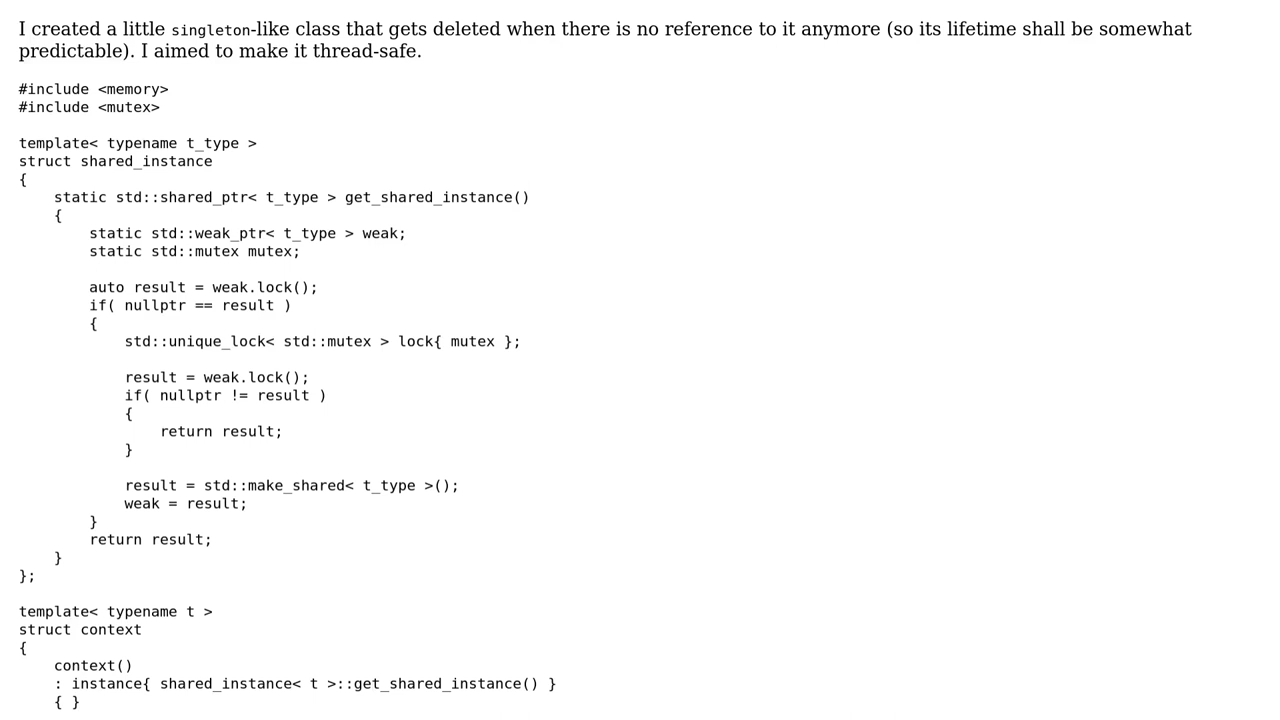 I created a little singleton-like class that gets deleted when there is no reference to it anymore (so its lifetime shall be somewhat
predictable). I aimed to make it thread-safe.
#include <memory>
#include <mutex>
template< typename t_type >
struct shared_instance
{
    static std::shared_ptr< t_type > get_shared_instance()
    {
        static std::weak_ptr< t_type > weak;
        static std::mutex mutex;
        auto result = weak.lock();
        if( nullptr == result )
        {
            std::unique_lock< std::mutex > lock{ mutex };
            result = weak.lock();
            if( nullptr != result )
            {
                return result;
            }
            result = std::make_shared< t_type >();
            weak = result;
        }
        return result;
    }
};
template< typename t >
struct context
{
    context()
    : instance{ shared_instance< t >::get_shared_instance() }
    { }